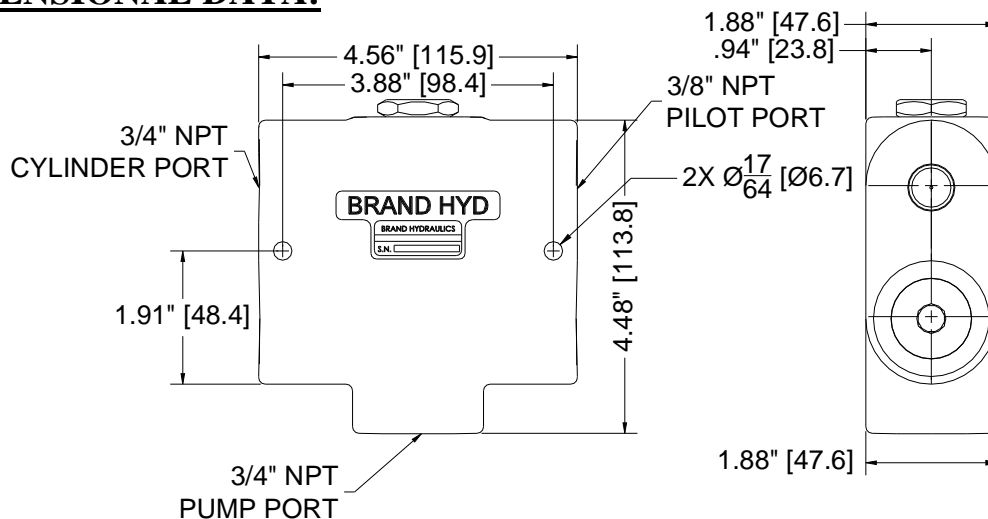 4.56" [115.9]
3.88" [98.4]
3/4" NPT
CYLINDER PORT
3/8" NPT
PILOT PORT
2X Ø17/64 [Ø6.7]
BRAND HYD
BRAND HYDRAULICS
S.N.
1.91" [48.4]
4.48" [113.8]
3/4" NPT
PUMP PORT
1.88" [47.6]
.94" [23.8]
1.88" [47.6]